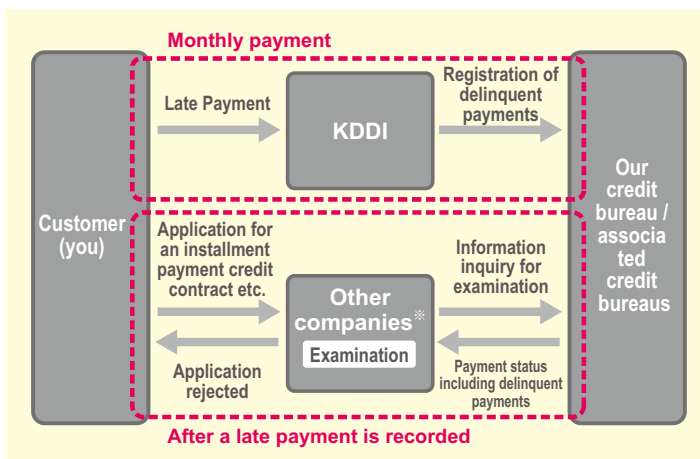 Monthly payment
Late Payment
KDDI
Registration of
delinquent
payments
Customer
(you)
Our
credit
bureau /
associa
ted
credit
bureaus
Application for
an installment
payment credit
contract etc.
Other
companies※
Examination
Information
inquiry for
examination
Application
rejected
Payment status
including delinquent
payments
After a late payment is recorded